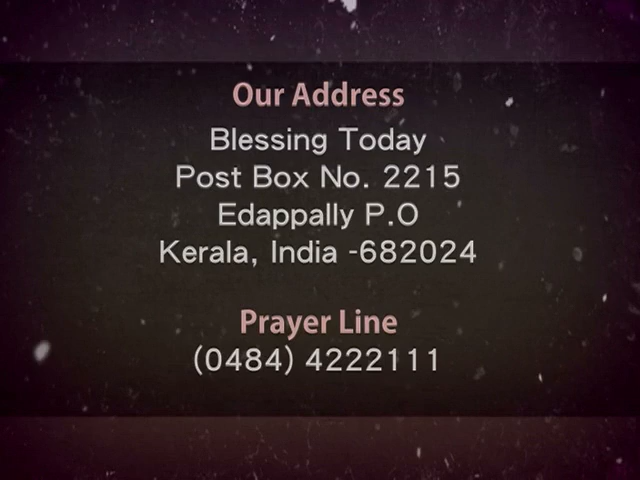 Our Address
Blessing Today
Post Box No. 2215
Edappally P.O
Kerala, India -682024
Prayer Line
(0484) 4222111